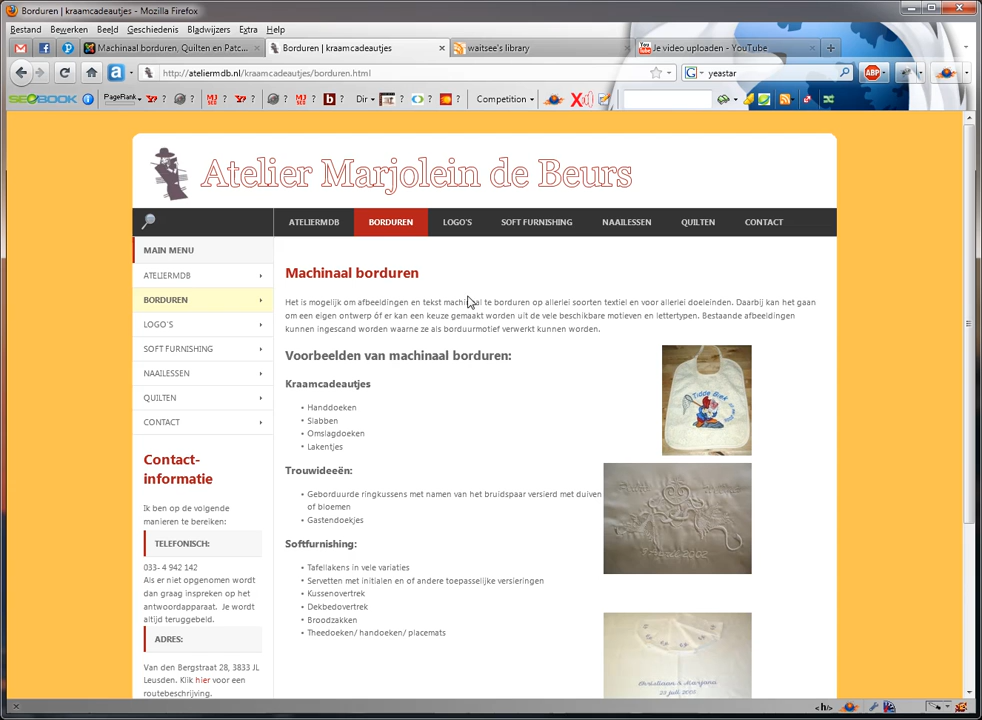 Borduren | kraamcadeautjes - Mozilla Firefox
Bestand Bewerken Beeld Geschiedenis Bladwijzers Extra Help
Machinaal borduren, Quilten en Patc... Borduren | kraamcadeautjes waitsee's library Je video uploaden - YouTube
http://ateliermdb.nl/kraamcadeautjes/borduren.html yeastar ABP
SEOBOOK PageRank Dir Competition
Atelier Marjolein de Beurs
ATELIERMDB BORDUREN LOGO'S SOFT FURNISHING NAAILESSEN QUILTEN CONTACT
MAIN MENU
ATELIERMDB
BORDUREN
LOGO'S
SOFT FURNISHING
NAAILESSEN
QUILTEN
CONTACT
Contact-
informatie
Ik ben op de volgende
manieren te bereiken:
TELEFONISCH:
033- 4 942 142
Als er niet opgenomen wordt
dan graag inspreken op het
antwoordapparaat. Je wordt
altijd teruggebeld.
ADRES:
Van den Bergstraat 28, 3833 JL
Leusden. Klik hier voor een
routebeschrijving.
Machinaal borduren
Het is mogelijk om afbeeldingen en tekst machinaal te borduren op allerlei soorten textiel en voor allerlei doeleinden. Daarbij kan het gaan
om een eigen ontwerp óf er kan een keuze gemaakt worden uit de vele beschikbare motieven en lettertypen. Bestaande afbeeldingen
kunnen ingescand worden waarne ze als borduurmotief verwerkt kunnen worden.
Voorbeelden van machinaal borduren:
Kraamcadeautjes
• Handdoeken
• Slabben
• Omslagdoeken
• Lakentjes
Trouwideeën:
• Geborduurde ringkussens met namen van het bruidspaar versierd met duiven
of bloemen
• Gastendoekjes
Softfurnishing:
• Tafellakens in vele variaties
• Servetten met initialen en of andere toepasselijke versieringen
• Kussenovertrek
• Dekbedovertrek
• Broodzakken
• Theedoeken/ handoeken/ placemats
Tidde Biek
2002
Christiaan & Marjane